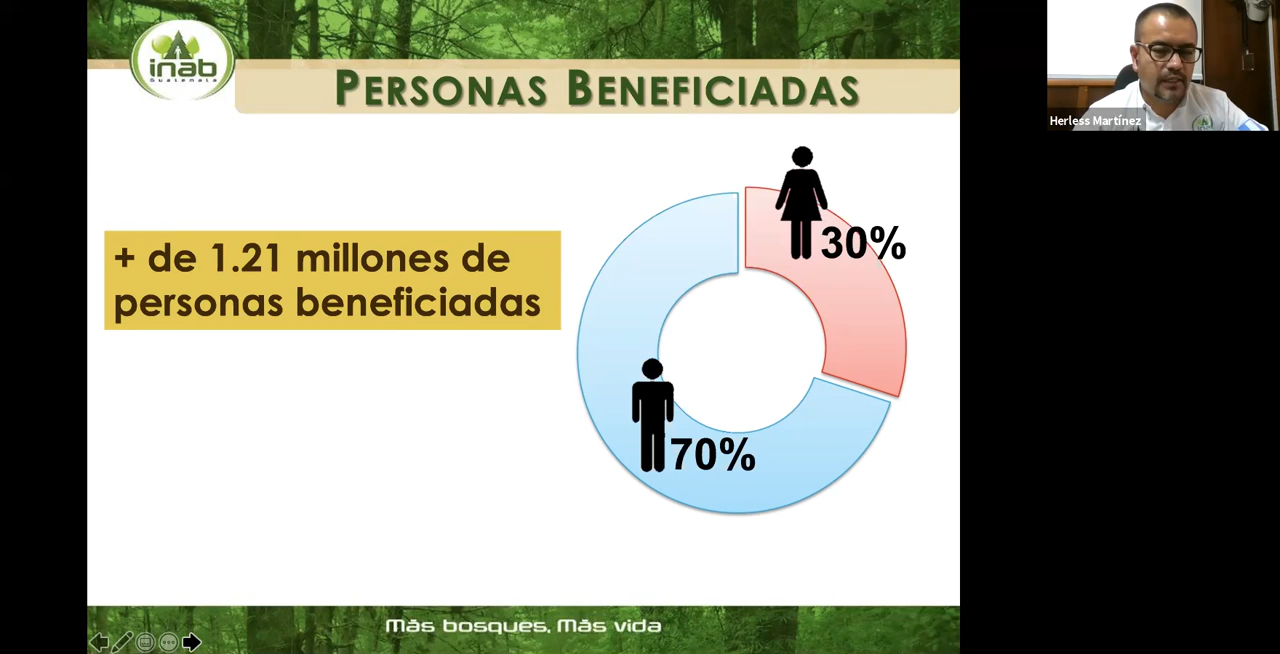 inab
Guatemala
PERSONAS BENEFICIADAS
Herless Martínez
+ de 1.21 millones de
personas beneficiadas
30%
70%
Más bosques, Más vida